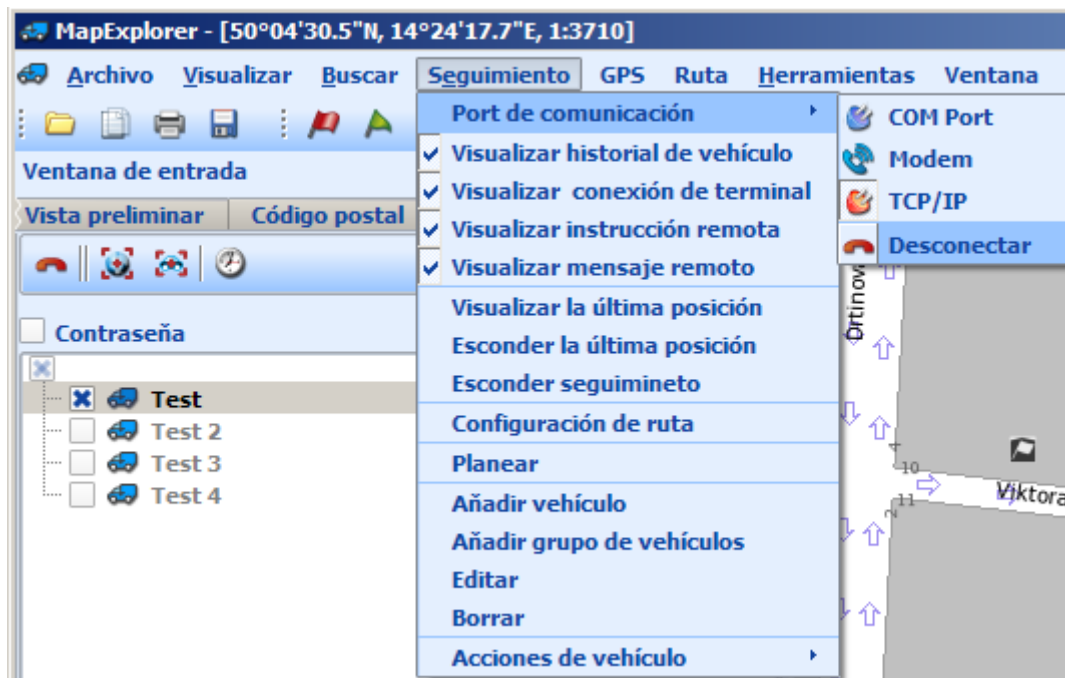 MapExplorer - [50°04'30.5"N, 14°24'17.7"E, 1:3710]
Archivo Visualizar Buscar Seguimiento GPS Ruta Herramientas Ventana
Ventana de entrada
Vista preliminar Código postal
Contraseña
Test
Test 2
Test 3
Test 4
Port de comunicación
Visualizar historial de vehículo
Visualizar conexión de terminal
Visualizar instrucción remota
Visualizar mensaje remoto
Visualizar la última posición
Esconder la última posición
Esconder seguimineto
Configuración de ruta
Planear
Añadir vehículo
Añadir grupo de vehículos
Editar
Borrar
Acciones de vehículo
COM Port
Modem
TCP/IP
Desconectar
4
10
11
2
Viktora